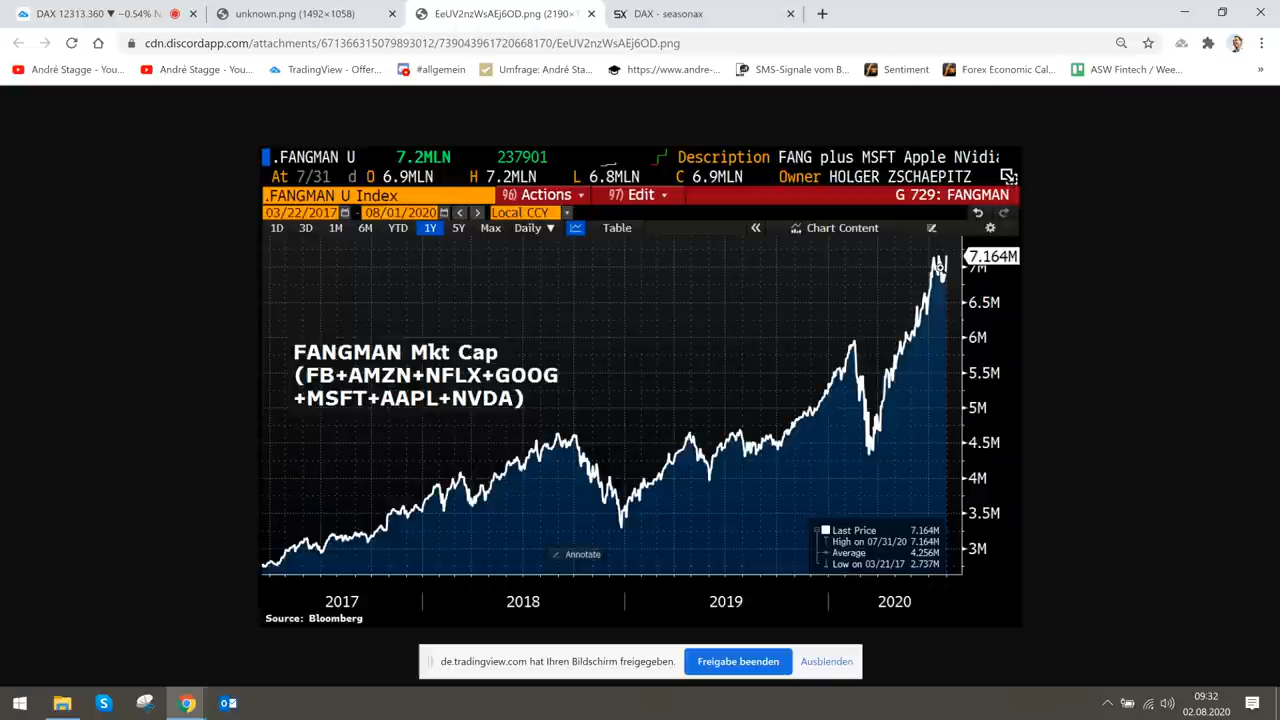 DAX 12313.360 ▼ −0.54% N
unknown.png (1492×1058)
EeUV2nzWsAEj6OD.png (2190×1
DAX - seasonax
cdn.discordapp.com/attachments/671366315079893012/739043961720668170/EeUV2nzWsAEj6OD.png
André Stagge - You...
André Stagge - You...
TradingView - Offer...
#allgemein
Umfrage: André Sta...
https://www.andre-...
SMS-Signale vom B...
Sentiment
Forex Economic Cal...
ASW Fintech / Wee...
»
.FANGMAN U 7.2MLN 237901 Description FANG plus MSFT Apple NVidia
At 7/31 d O 6.9MLN H 7.2MLN L 6.8MLN C 6.9MLN Owner HOLGER ZSCHAEPITZ
.FANGMAN U Index 96) Actions 97) Edit G 729: FANGMAN
03/22/2017 - 08/01/2020 < > Local CCY
1D 3D 1M 6M YTD 1Y 5Y Max Daily ▼ Table « Chart Content
7.164M
7M
6.5M
6M
5.5M
5M
4.5M
4M
3.5M
3M
FANGMAN Mkt Cap
(FB+AMZN+NFLX+GOOG
+MSFT+AAPL+NVDA)
Last Price 7.164M
High on 07/31/20 7.164M
Average 4.256M
Low on 03/21/17 2.737M
Annotate
2017 2018 2019 2020
Source: Bloomberg
de.tradingview.com hat Ihren Bildschirm freigegeben.
Freigabe beenden
Ausblenden
09:32
02.08.2020